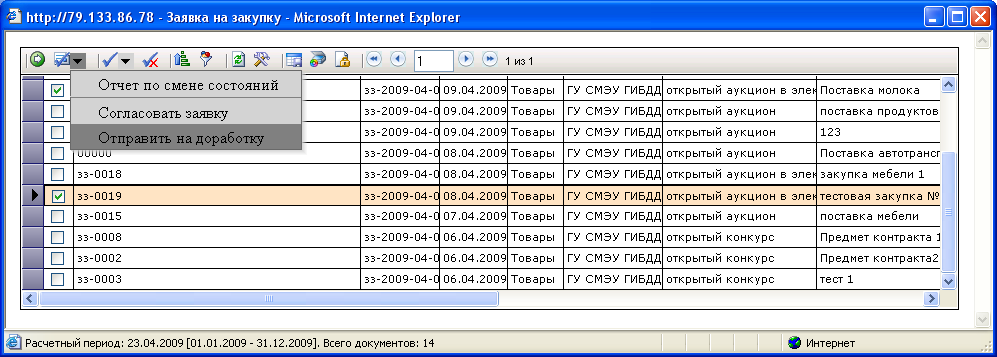 http://79.133.86.78 - Заявка на закупку - Microsoft Internet Explorer
1 1 из 1
Отчет по смене состояний
Согласовать заявку
Отправить на доработку
зз-2009-04-0 09.04.2009 Товары ГУ СМЭУ ГИБДД открытый аукцион в элек Поставка молока
зз-2009-04-0 09.04.2009 Товары ГУ СМЭУ ГИБДД открытый аукцион поставка продуктов
зз-2009-04-0 09.04.2009 Товары ГУ СМЭУ ГИБДД открытый аукцион 123
00000 зз-2009-04-0 08.04.2009 Товары ГУ СМЭУ ГИБДД открытый аукцион Поставка автотрансп
зз-0018 зз-2009-04-0 08.04.2009 Товары ГУ СМЭУ ГИБДД открытый аукцион в элек закупка мебели 1
зз-0019 зз-2009-04-0 08.04.2009 Товары ГУ СМЭУ ГИБДД открытый аукцион в элек тестовая закупка №
зз-0015 зз-2009-04-0 07.04.2009 Товары ГУ СМЭУ ГИБДД открытый аукцион поставка мебели
зз-0008 зз-2009-04-0 06.04.2009 Товары ГУ СМЭУ ГИБДД открытый конкурс Предмет контракта 1
зз-0002 зз-2009-04-0 06.04.2009 Товары ГУ СМЭУ ГИБДД открытый конкурс Предмет контракта2
зз-0003 зз-2009-04-0 06.04.2009 Товары ГУ СМЭУ ГИБДД открытый конкурс тест 1
Расчетный период: 23.04.2009 [01.01.2009 - 31.12.2009]. Всего документов: 14 Интернет